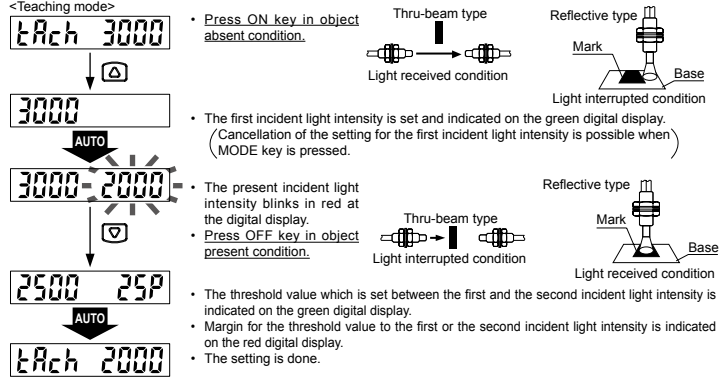 <Teaching mode>
tAch 3000
• Press ON key in object absent condition.
Thru-beam type
Light received condition
Reflective type
Mark
Base
Light interrupted condition
3000
• The first incident light intensity is set and indicated on the green digital display.
(Cancellation of the setting for the first incident light intensity is possible when
MODE key is pressed.)
AUTO
3000 2000
• The present incident light
intensity blinks in red at
the digital display.
• Press OFF key in object
present condition.
Thru-beam type
Light interrupted condition
Reflective type
Mark
Base
Light received condition
2500 25P
• The threshold value which is set between the first and the second incident light intensity is
indicated on the green digital display.
• Margin for the threshold value to the first or the second incident light intensity is indicated
on the red digital display.
• The setting is done.
AUTO
tAch 2000